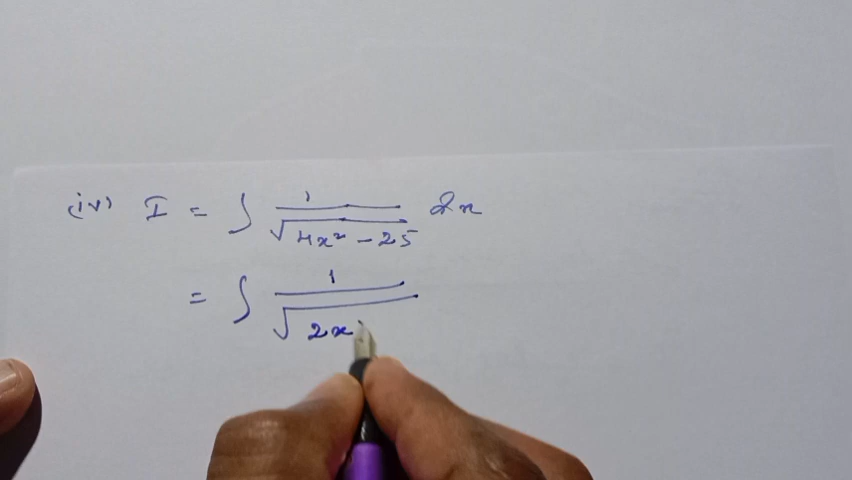 (iv) I = ∫ 1/√(4x² - 25) dx
= ∫ 1/√(2x